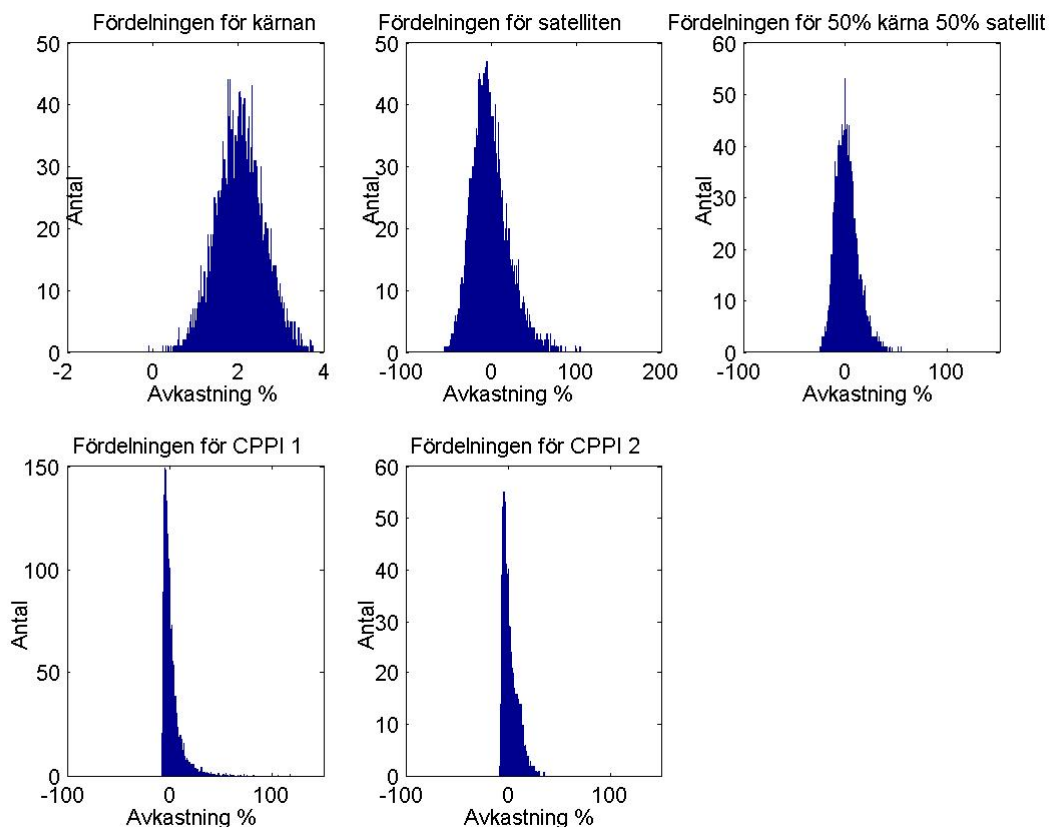 Fördelningen för kärnan
50
40
30
20
10
0
Antal
-2 0 2 4
Avkastning %
Fördelningen för satelliten
50
40
30
20
10
0
Antal
-100 0 100 200
Avkastning %
Fördelningen för 50% kärna 50% satellit
60
50
40
30
20
10
0
Antal
-100 0 100
Avkastning %
Fördelningen för CPPI 1
150
100
50
0
Antal
-100 0 100
Avkastning %
Fördelningen för CPPI 2
60
50
40
30
20
10
0
Antal
-100 0 100
Avkastning %